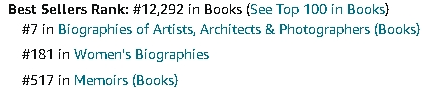 Best Sellers Rank: #12,292 in Books (See Top 100 in Books)
#7 in Biographies of Artists, Architects & Photographers (Books)
#181 in Women's Biographies
#517 in Memoirs (Books)